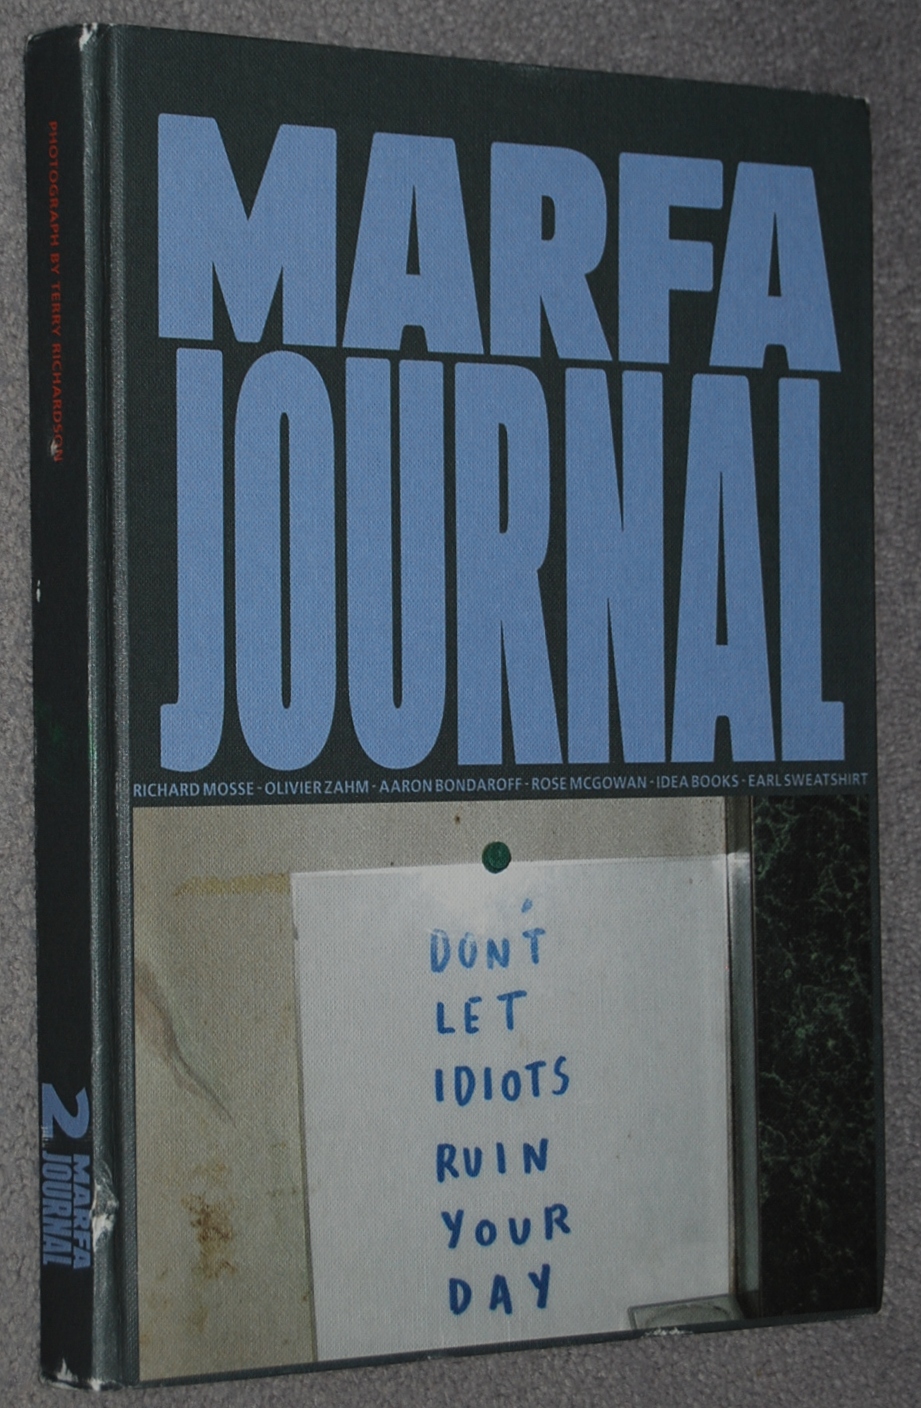 PHOTOGRAPH BY TERRY RICHARDSON
2
MARFA
JOURNAL
MARFA
JOURNAL
RICHARD MOSSE - OLIVIER ZAHM - AARON BONDAROFF - ROSE MCGOWAN - IDEA BOOKS - EARL SWEATSHIRT
DON'T
LET
IDIOTS
RUIN
YOUR
DAY